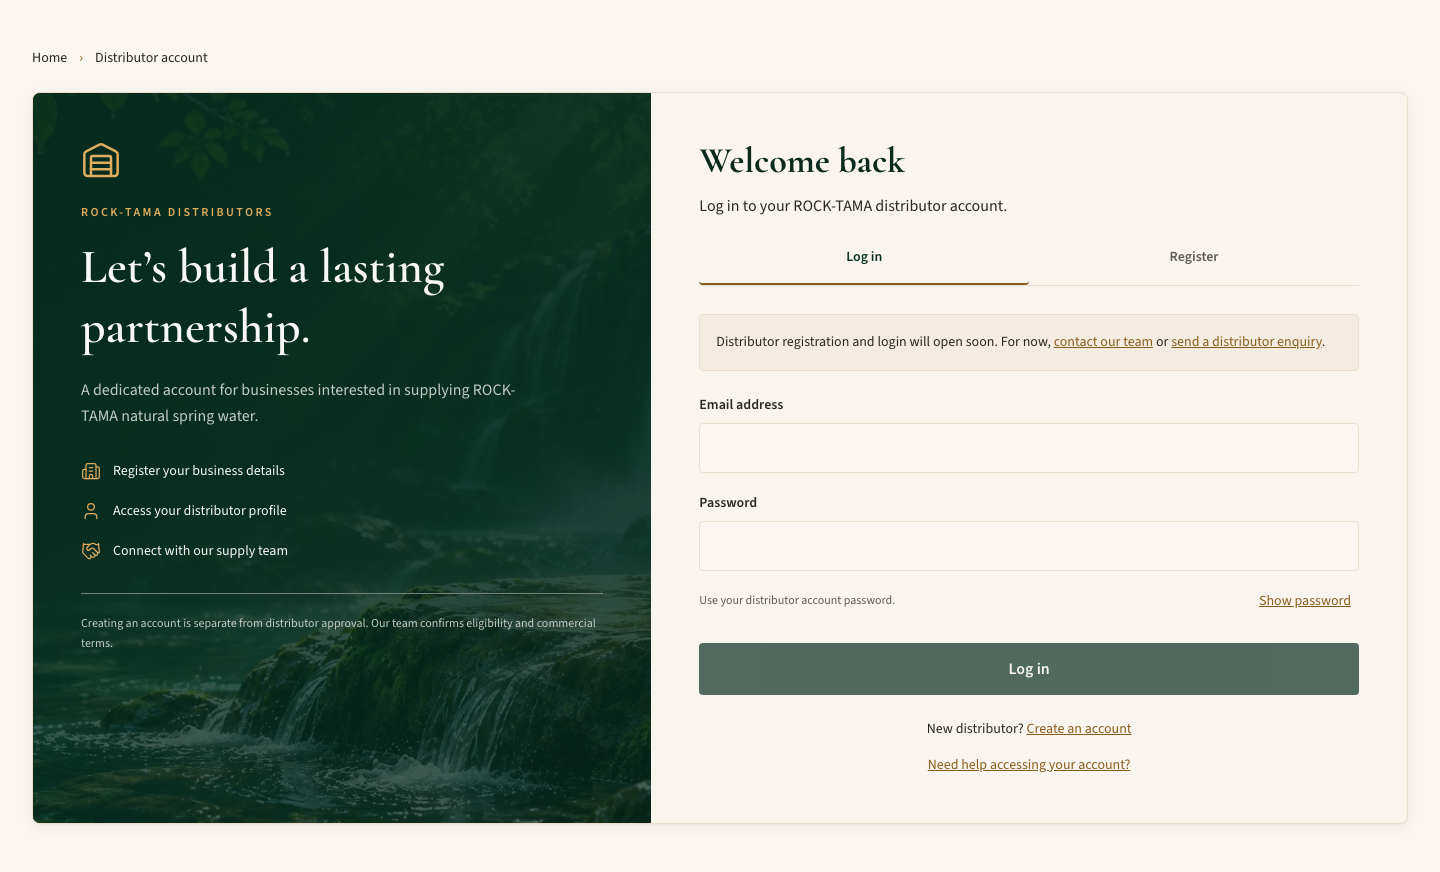 Home › Distributor account
ROCK-TAMA DISTRIBUTORS
Let’s build a lasting
partnership.
A dedicated account for businesses interested in supplying ROCK-
TAMA natural spring water.
Register your business details
Access your distributor profile
Connect with our supply team
Creating an account is separate from distributor approval. Our team confirms eligibility and commercial
terms.
Welcome back
Log in to your ROCK-TAMA distributor account.
Log in
Register
Distributor registration and login will open soon. For now, contact our team or send a distributor enquiry.
Email address
Password
Use your distributor account password.
Show password
Log in
New distributor? Create an account
Need help accessing your account?